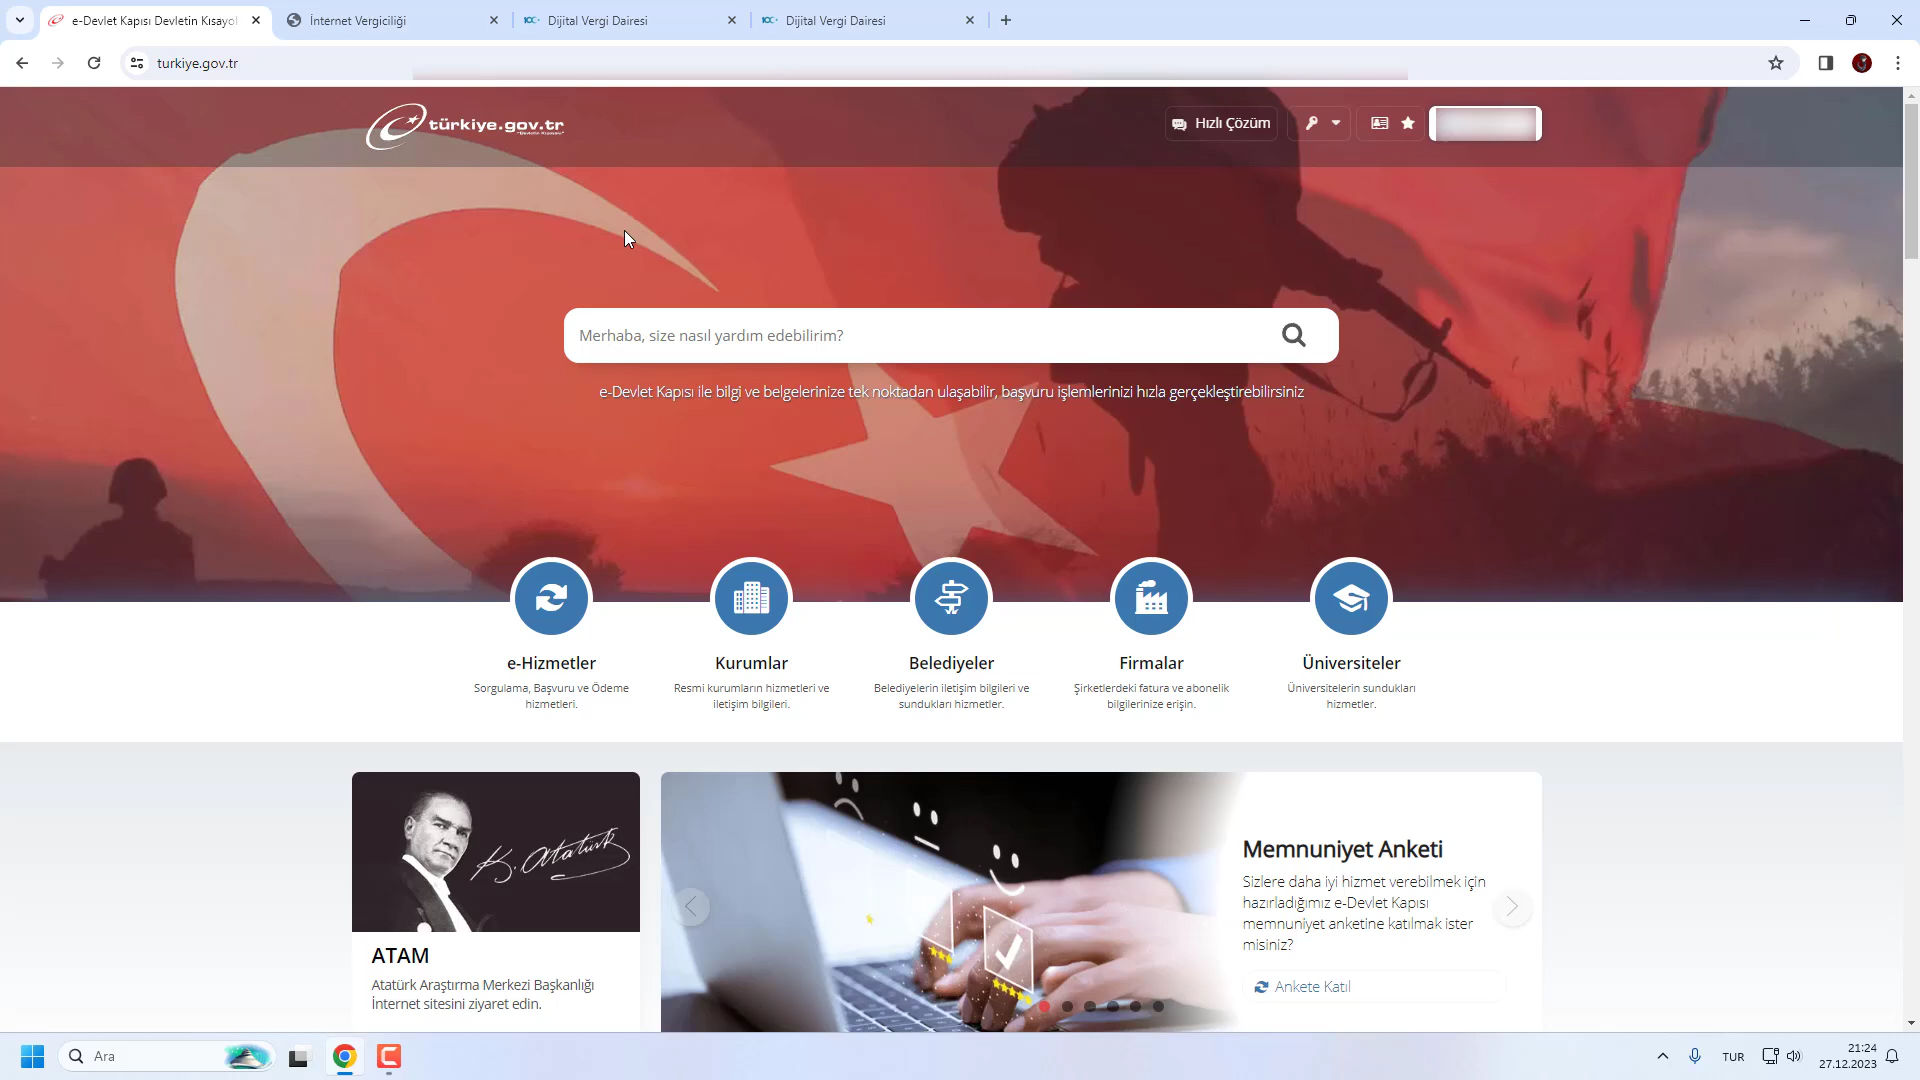 e-Devlet Kapısı Devletin Kısayol
İnternet Vergiciliği
Dijital Vergi Dairesi
Dijital Vergi Dairesi
turkiye.gov.tr
türkiye.gov.tr
Hızlı Çözüm
Merhaba, size nasıl yardım edebilirim?
e-Devlet Kapısı ile bilgi ve belgelerinize tek noktadan ulaşabilir, başvuru işlemlerinizi hızla gerçekleştirebilirsiniz
e-Hizmetler
Sorgulama, Başvuru ve Ödeme
hizmetleri.
Kurumlar
Resmi kurumların hizmetleri ve
iletişim bilgileri.
Belediyeler
Belediyelerin iletişim bilgileri ve
sundukları hizmetler.
Firmalar
Şirketlerdeki fatura ve abonelik
bilgilerinize erişin.
Üniversiteler
Üniversitelerin sundukları
hizmetler.
K. Atatürk
ATAM
Atatürk Araştırma Merkezi Başkanlığı
İnternet sitesini ziyaret edin.
Memnuniyet Anketi
Sizlere daha iyi hizmet verebilmek için
hazırladığımız e-Devlet Kapısı
memnuniyet anketine katılmak ister
misiniz?
Ankete Katıl
Ara
TUR
21:24
27.12.2023